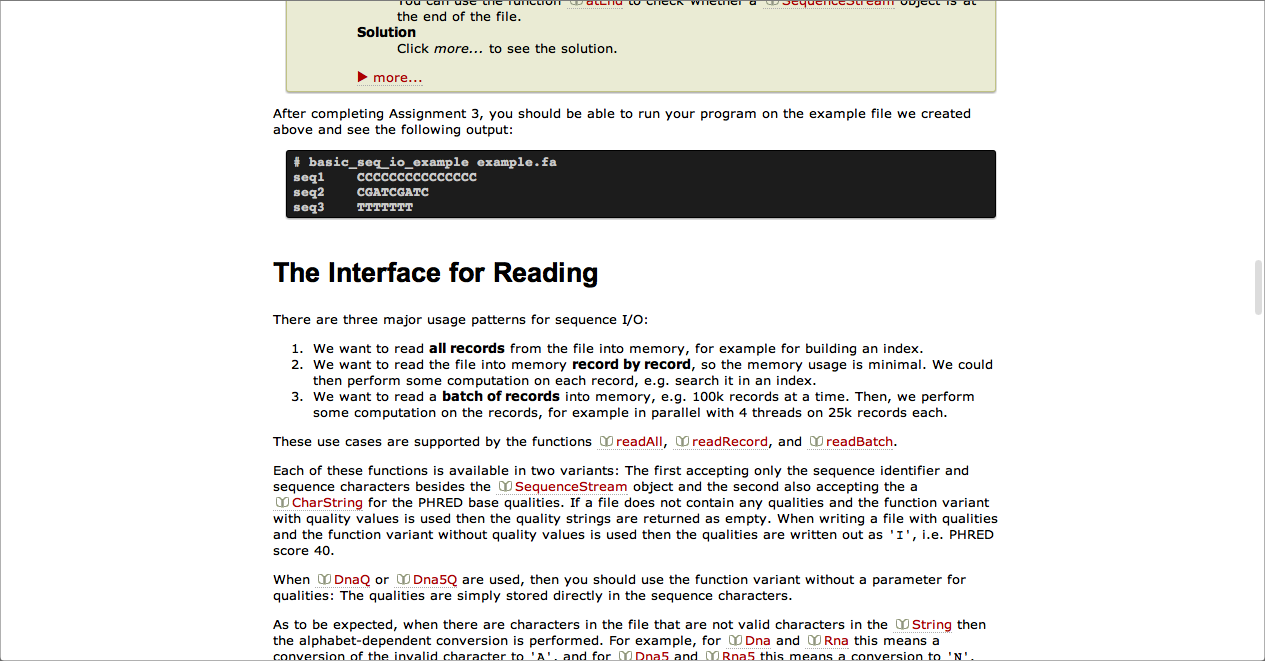 You can use the function atEnd to check whether a SequenceStream object is at
the end of the file.
Solution
Click more... to see the solution.
more...
After completing Assignment 3, you should be able to run your program on the example file we created
above and see the following output:
# basic_seq_io_example example.fa
seq1    CCCCCCCCCCCCCCC
seq2    CGATCGATC
seq3    TTTTTTT
The Interface for Reading
There are three major usage patterns for sequence I/O:
1. We want to read all records from the file into memory, for example for building an index.
2. We want to read the file into memory record by record, so the memory usage is minimal. We could
then perform some computation on each record, e.g. search it in an index.
3. We want to read a batch of records into memory, e.g. 100k records at a time. Then, we perform
some computation on the records, for example in parallel with 4 threads on 25k records each.
These use cases are supported by the functions readAll, readRecord, and readBatch.
Each of these functions is available in two variants: The first accepting only the sequence identifier and
sequence characters besides the SequenceStream object and the second also accepting the a
CharString for the PHRED base qualities. If a file does not contain any qualities and the function variant
with quality values is used then the quality strings are returned as empty. When writing a file with qualities
and the function variant without quality values is used then the qualities are written out as 'I', i.e. PHRED
score 40.
When DnaQ or Dna5Q are used, then you should use the function variant without a parameter for
qualities: The qualities are simply stored directly in the sequence characters.
As to be expected, when there are characters in the file that are not valid characters in the String then
the alphabet-dependent conversion is performed. For example, for Dna and Rna this means a
conversion of the invalid character to 'A', and for Dna5 and Rna5 this means a conversion to 'N'.